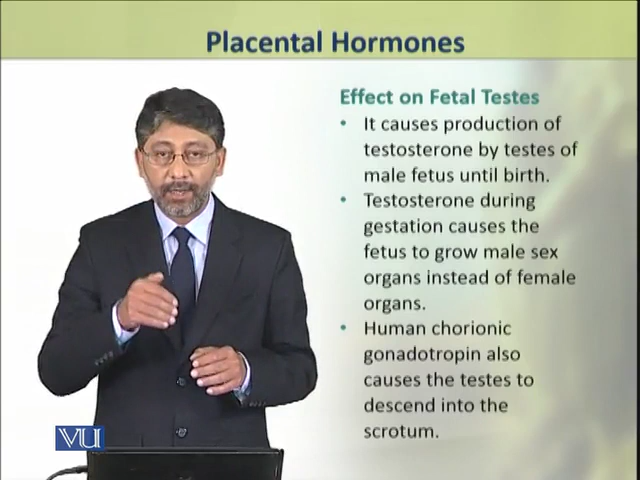 Placental Hormones
Effect on Fetal Testes
• It causes production of
testosterone by testes of
male fetus until birth.
• Testosterone during
gestation causes the
fetus to grow male sex
organs instead of female
organs.
• Human chorionic
gonadotropin also
causes the testes to
descend into the
scrotum.
VU